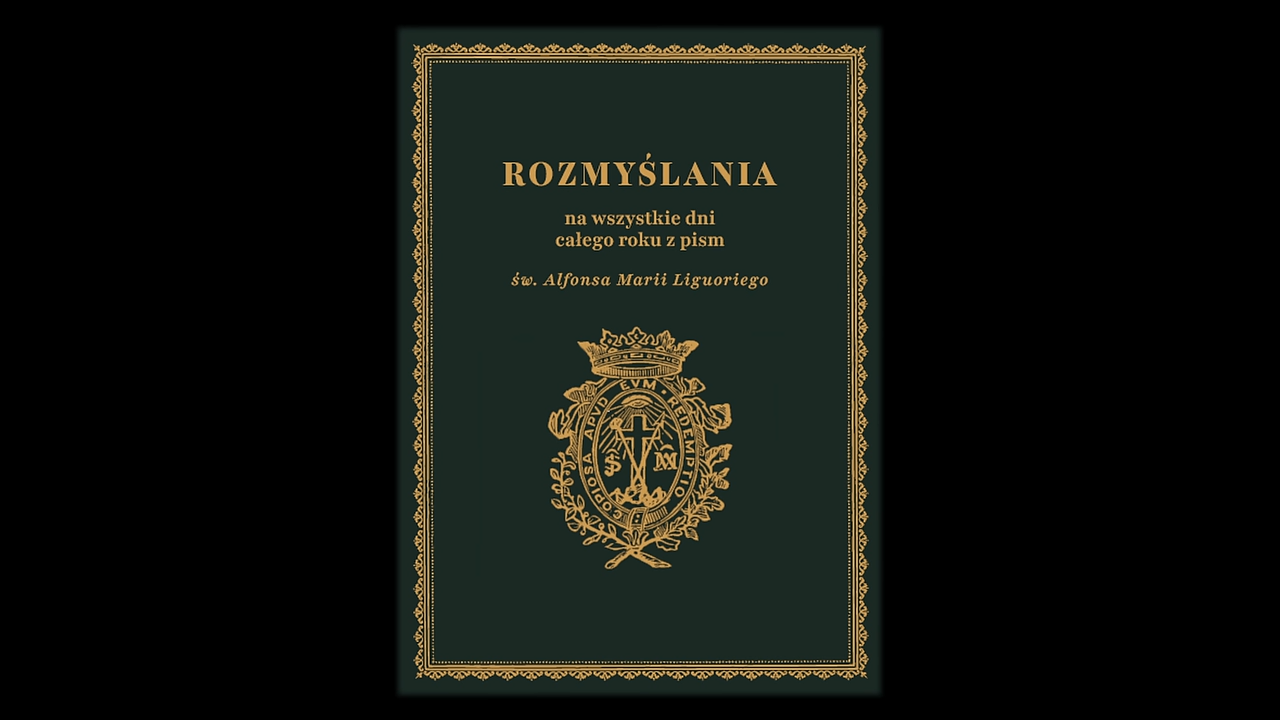 ROZMYŚLANIA
na wszystkie dni
całego roku z pism
św. Alfonsa Marii Liguoriego
COPIOSA APVD EVM · REDEMPTIO